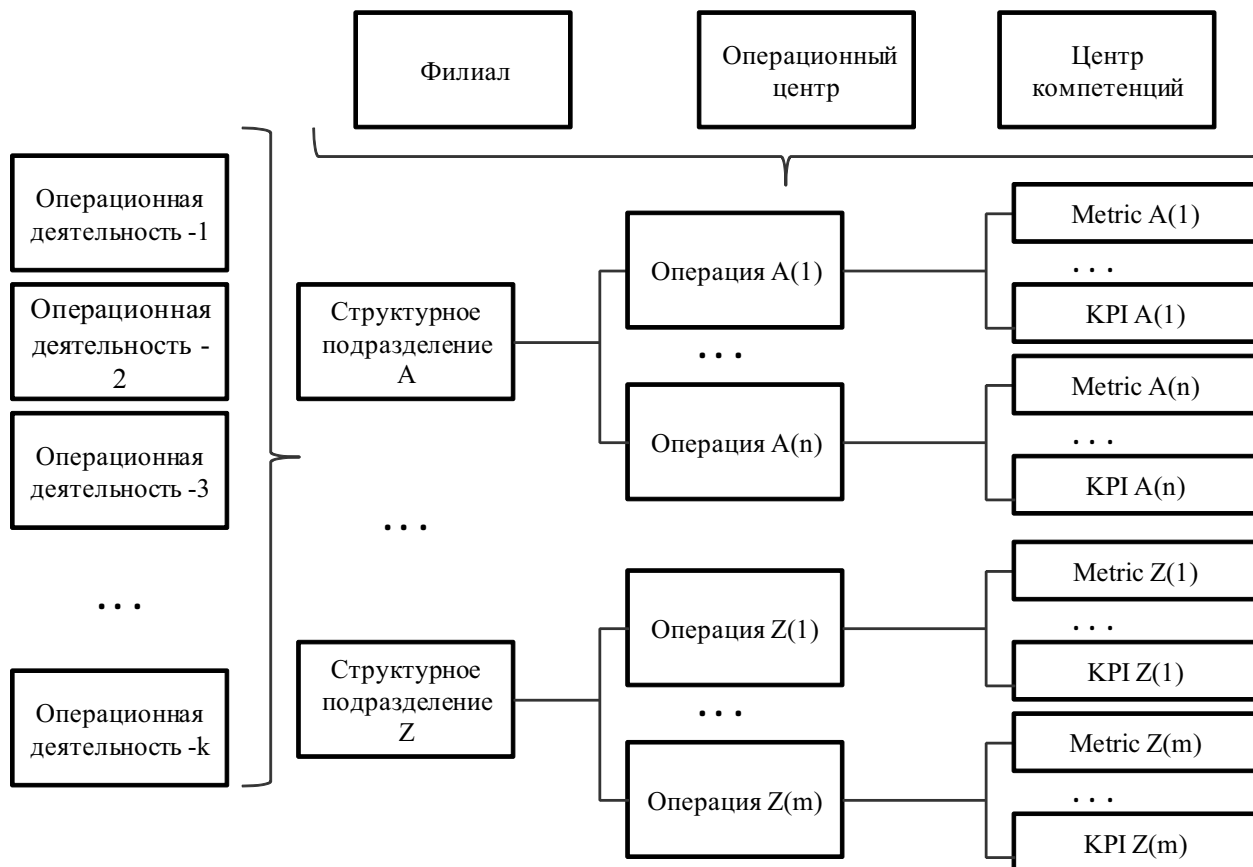 Филиал
Операционный
центр
Центр
компетенций
Операционная
деятельность -1
Операционная
деятельность -
2
Операционная
деятельность -3
. . .
Операционная
деятельность -k
Структурное
подразделение
A
. . .
Структурное
подразделение
Z
Операция A(1)
. . .
Операция A(n)
Операция Z(1)
. . .
Операция Z(m)
Metric A(1)
. . .
KPI A(1)
Metric A(n)
. . .
KPI A(n)
Metric Z(1)
. . .
KPI Z(1)
Metric Z(m)
. . .
KPI Z(m)